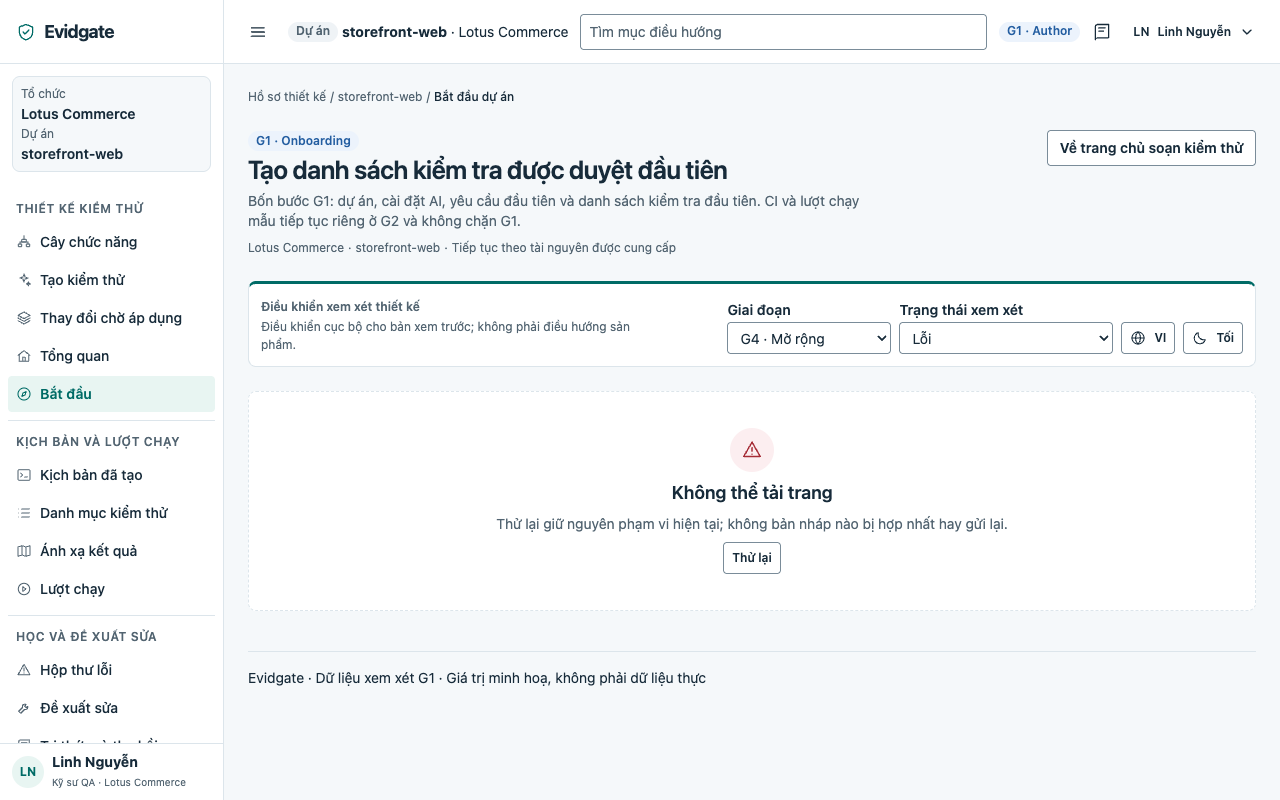 Evidgate
Dự án storefront-web · Lotus Commerce
Tìm mục điều hướng
G1 · Author
LN Linh Nguyễn
Tổ chức
Lotus Commerce
Dự án
storefront-web
THIẾT KẾ KIỂM THỬ
Cây chức năng
Tạo kiểm thử
Thay đổi chờ áp dụng
Tổng quan
Bắt đầu
KỊCH BẢN VÀ LƯỢT CHẠY
Kịch bản đã tạo
Danh mục kiểm thử
Ánh xạ kết quả
Lượt chạy
HỌC VÀ ĐỀ XUẤT SỬA
Hộp thư lỗi
Đề xuất sửa
LN
Linh Nguyễn
Kỹ sư QA · Lotus Commerce
Hồ sơ thiết kế / storefront-web / Bắt đầu dự án
G1 · Onboarding
Tạo danh sách kiểm tra được duyệt đầu tiên
Về trang chủ soạn kiểm thử
Bốn bước G1: dự án, cài đặt AI, yêu cầu đầu tiên và danh sách kiểm tra đầu tiên. CI và lượt chạy
mẫu tiếp tục riêng ở G2 và không chặn G1.
Lotus Commerce · storefront-web · Tiếp tục theo tài nguyên được cung cấp
Điều khiển xem xét thiết kế
Điều khiển cục bộ cho bản xem trước; không phải điều hướng sản
phẩm.
Giai đoạn
G4 · Mở rộng
Trạng thái xem xét
Lỗi
VI
Tối
Không thể tải trang
Thử lại giữ nguyên phạm vi hiện tại; không bản nháp nào bị hợp nhất hay gửi lại.
Thử lại
Evidgate · Dữ liệu xem xét G1 · Giá trị minh hoạ, không phải dữ liệu thực